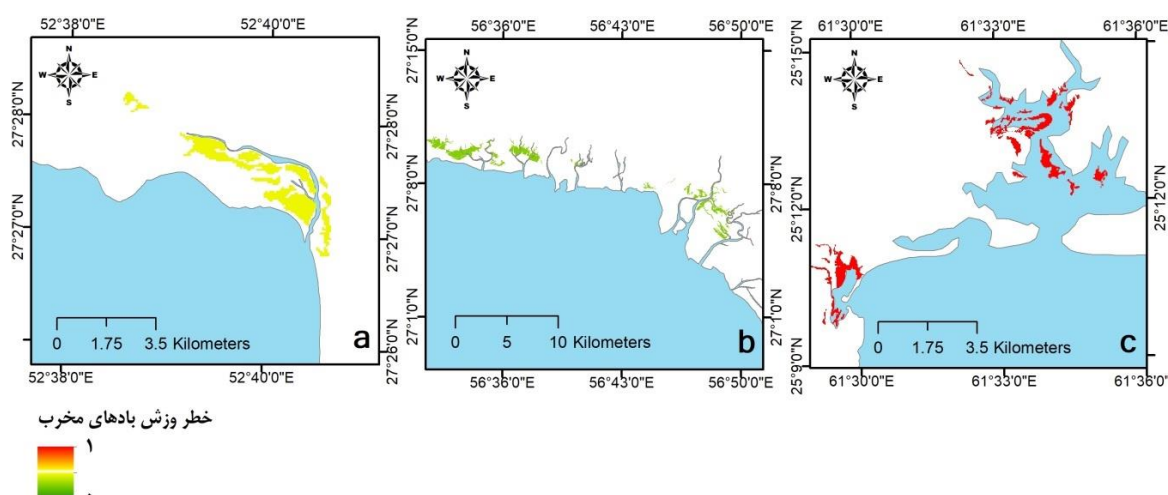 52°38'0"E 52°40'0"E
27°28'0"N 27°28'0"N
27°27'0"N 27°27'0"N
27°26'0"N
52°38'0"E 52°40'0"E
N
W E
S
0 1.75 3.5 Kilometers
a
56°36'0"E 56°43'0"E 56°50'0"E
27°15'0"N 27°15'0"N
27°8'0"N 27°8'0"N
27°1'0"N 27°1'0"N
56°36'0"E 56°43'0"E 56°50'0"E
N
W E
S
0 5 10 Kilometers
b
61°30'0"E 61°33'0"E 61°36'0"E
25°15'0"N 25°15'0"N
25°12'0"N 25°12'0"N
25°9'0"N
61°30'0"E 61°33'0"E 61°36'0"E
N
W E
S
0 1.75 3.5 Kilometers
c
خطر وزش بادهای مخرب
۱